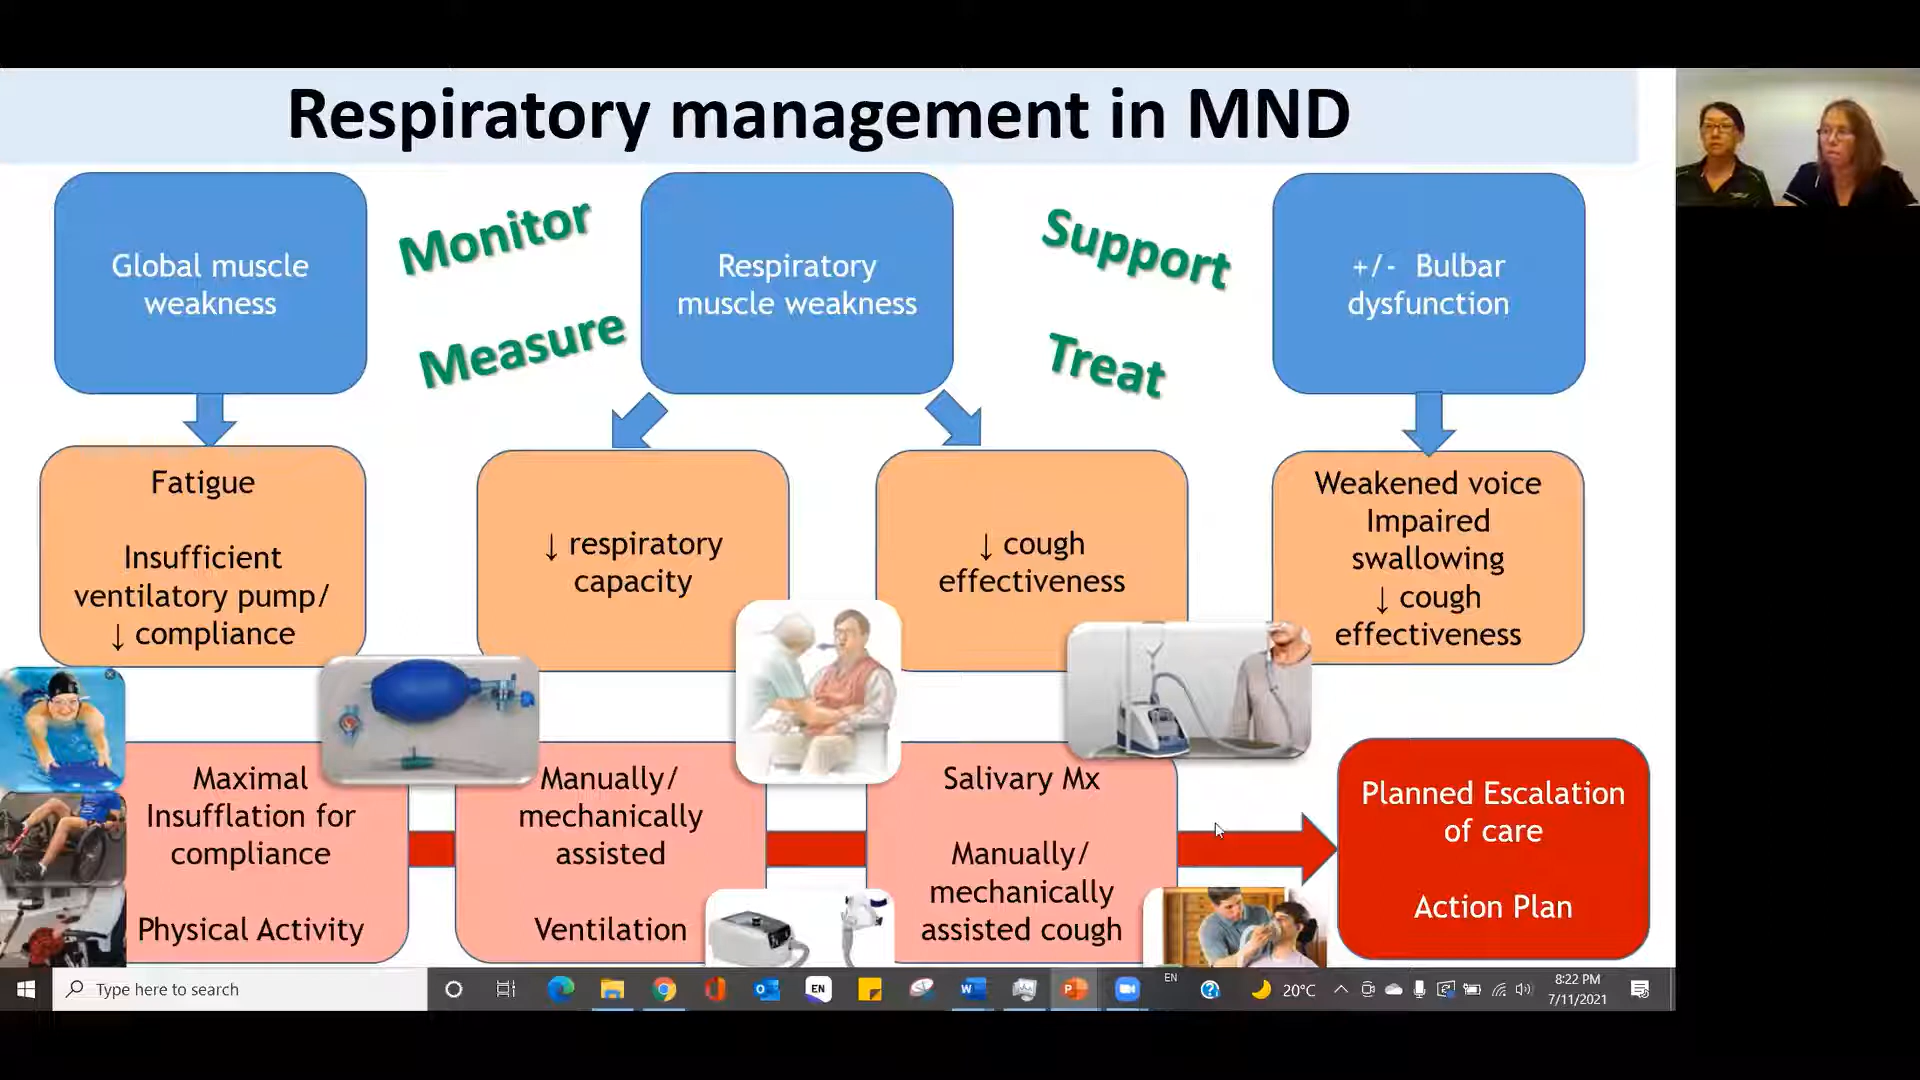 Respiratory management in MND
Global muscle
weakness
Monitor
Measure
Respiratory
muscle weakness
Support
Treat
+/- Bulbar
dysfunction
Fatigue
Insufficient
ventilatory pump/
↓ compliance
↓ respiratory
capacity
↓ cough
effectiveness
Weakened voice
Impaired
swallowing
↓ cough
effectiveness
Maximal
Insufflation for
compliance
Physical Activity
Manually/
mechanically
assisted
Ventilation
Salivary Mx
Manually/
mechanically
assisted cough
Planned Escalation
of care
Action Plan
Type here to search
EN
EN
20°C
8:22 PM
7/11/2021